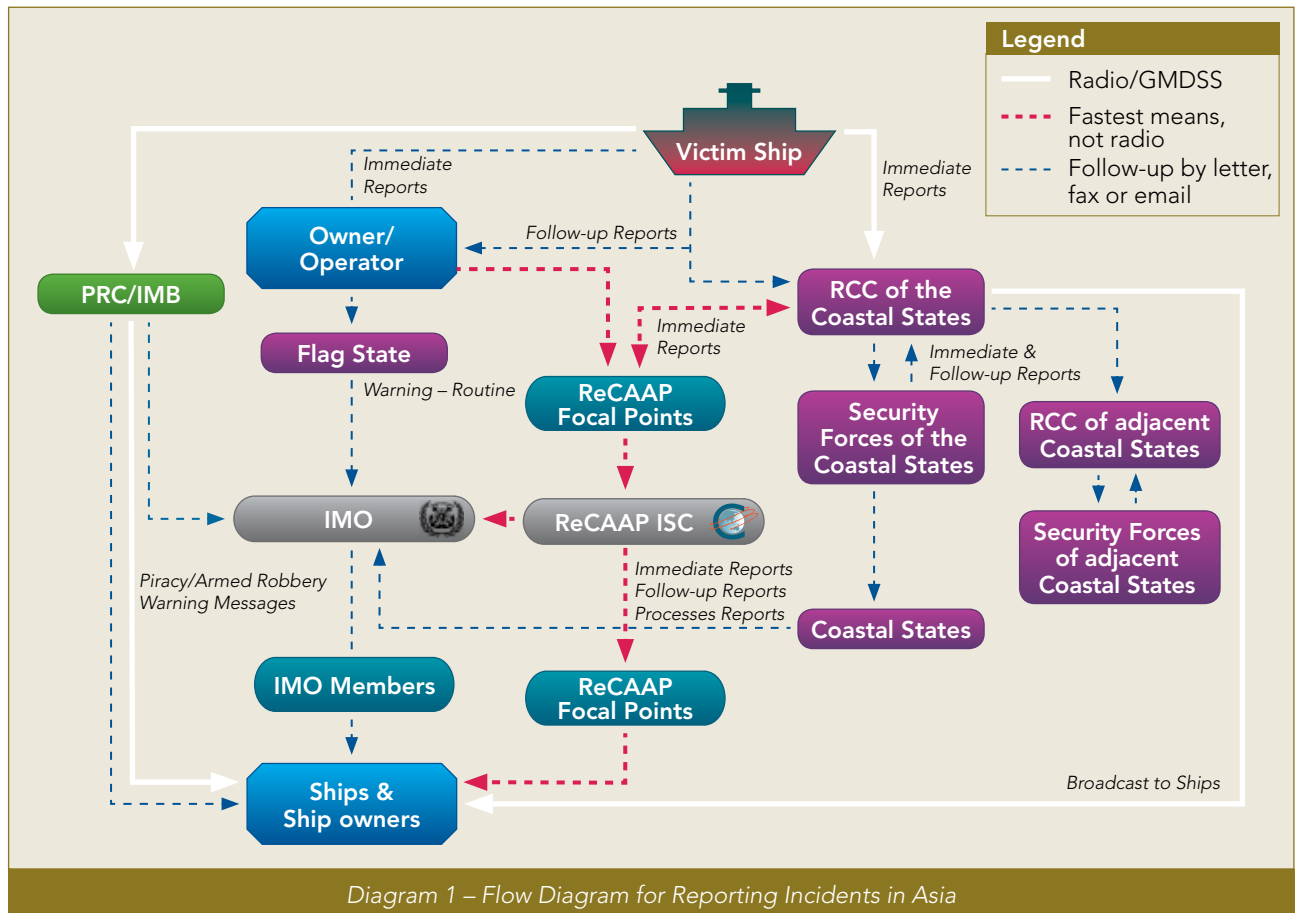 Legend
Radio/GMDSS
Fastest means,
not radio
Follow-up by letter,
fax or email
Victim Ship
Immediate
Reports
Immediate
Reports
Owner/
Operator
Follow-up Reports
PRC/IMB
RCC of the
Coastal States
Flag State
Immediate
Reports
Immediate &
Follow-up Reports
Warning – Routine
ReCAAP
Focal Points
Security
Forces of the
Coastal States
RCC of adjacent
Coastal States
IMO
ReCAAP ISC
Security Forces
of adjacent
Coastal States
Piracy/Armed Robbery
Warning Messages
Immediate Reports
Follow-up Reports
Processes Reports
Coastal States
IMO Members
ReCAAP
Focal Points
Ships &
Ship owners
Broadcast to Ships
Diagram 1 – Flow Diagram for Reporting Incidents in Asia